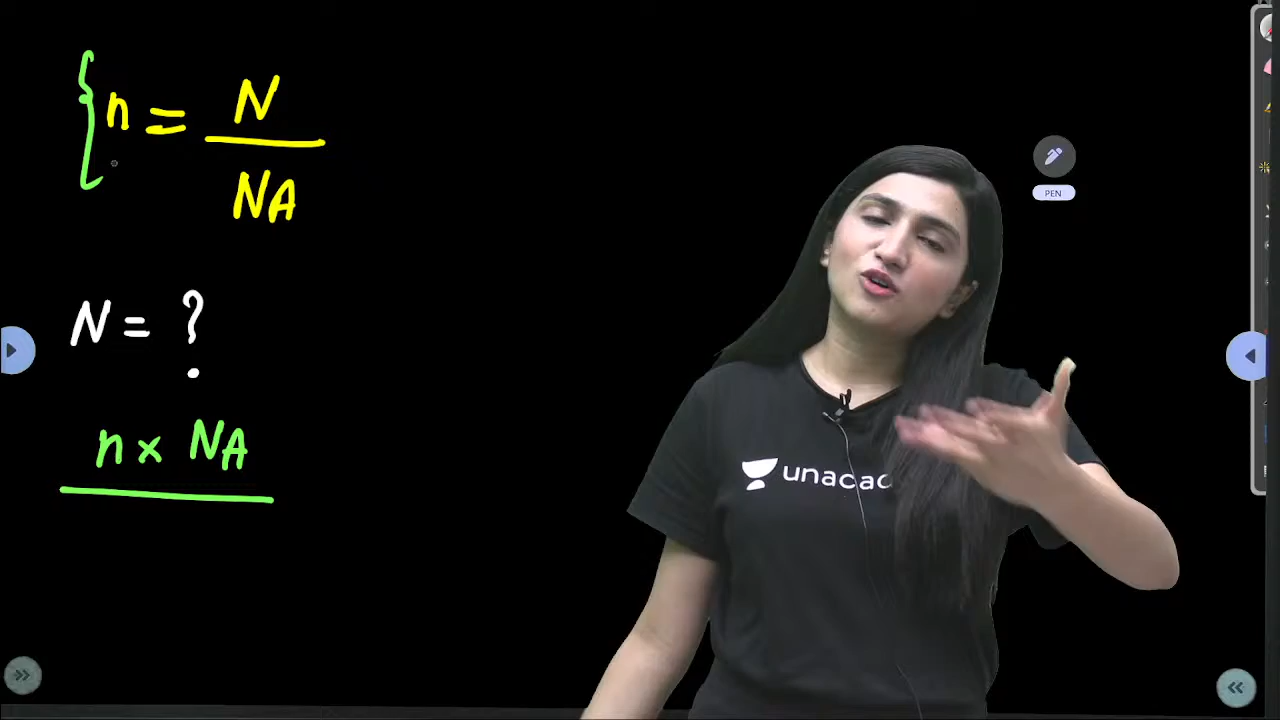 n = N / NA
N = ?
n × NA
PEN
unacad